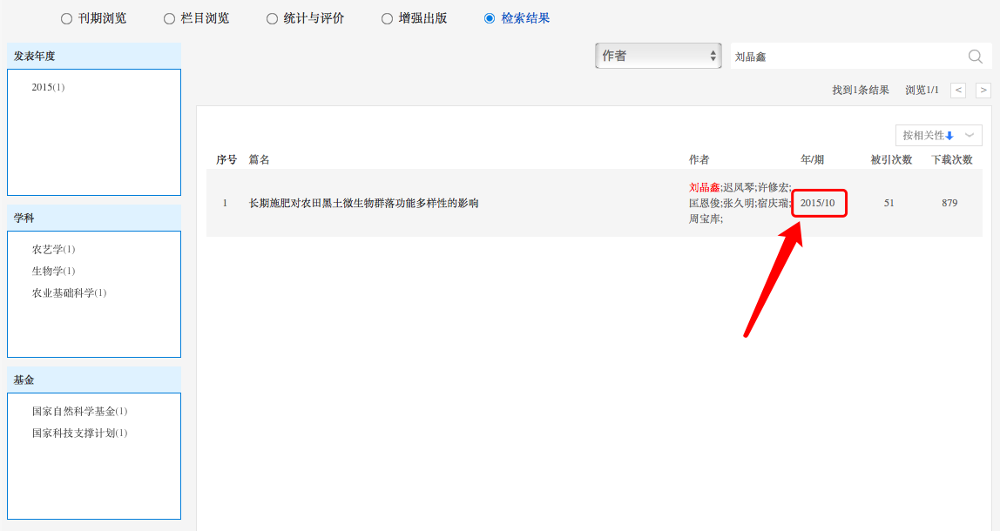 刊期浏览 栏目浏览 统计与评价 增强出版 检索结果
发表年度
2015(1)
学科
农艺学(1)
生物学(1)
农业基础科学(1)
基金
国家自然科学基金(1)
国家科技支撑计划(1)
作者 刘晶鑫
找到1条结果 浏览1/1 < >
按相关性
序号 篇名 作者 年/期 被引次数 下载次数
1 长期施肥对农田黑土微生物群落功能多样性的影响 刘晶鑫;迟凤琴;许修宏;
匡恩俊;张久明;宿庆瑞; 2015/10 51 879
周宝库;